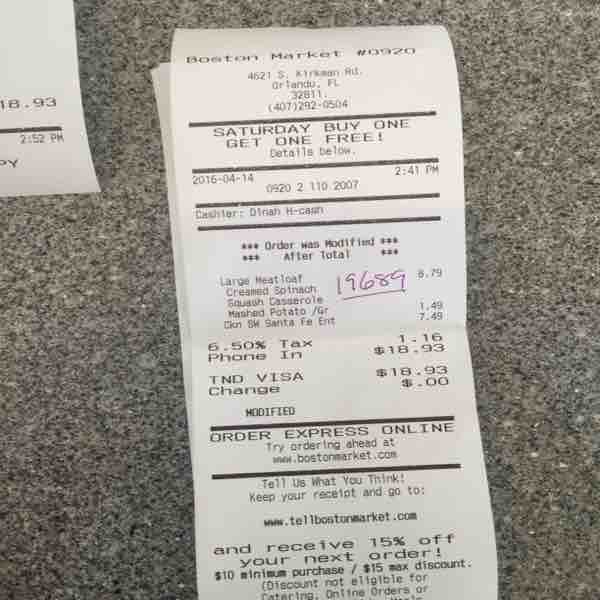 18.93
2:52 PM
PY
Boston Market #0920
4621 S. Kirkman Rd.
Orlando, FL
32811.
(407)292-0504
SATURDAY BUY ONE
GET ONE FREE!
Details below.
2016-04-14 2:41 PM
0920 2 110 2007
Cashier: Dinah H-cash
*** Order was Modified ***
*** After Total ***
Large Meatloaf 8.79
19689
Creamed Spinach
Squash Casserole
Mashed Potato /Gr 1.49
Ckn SW Santa Fe Ent 7.49
6.50% Tax 1.16
Phone In $18.93
TND VISA $18.93
Change $.00
MODIFIED
ORDER EXPRESS ONLINE
Try ordering ahead at
www.bostonmarket.com
Tell Us What You Think!
Keep your receipt and go to:
www.tellbostonmarket.com
and receive 15% off
your next order!
$10 minimum purchase / $15 max discount.
(Discount not eligible for
Catering, Online Orders or